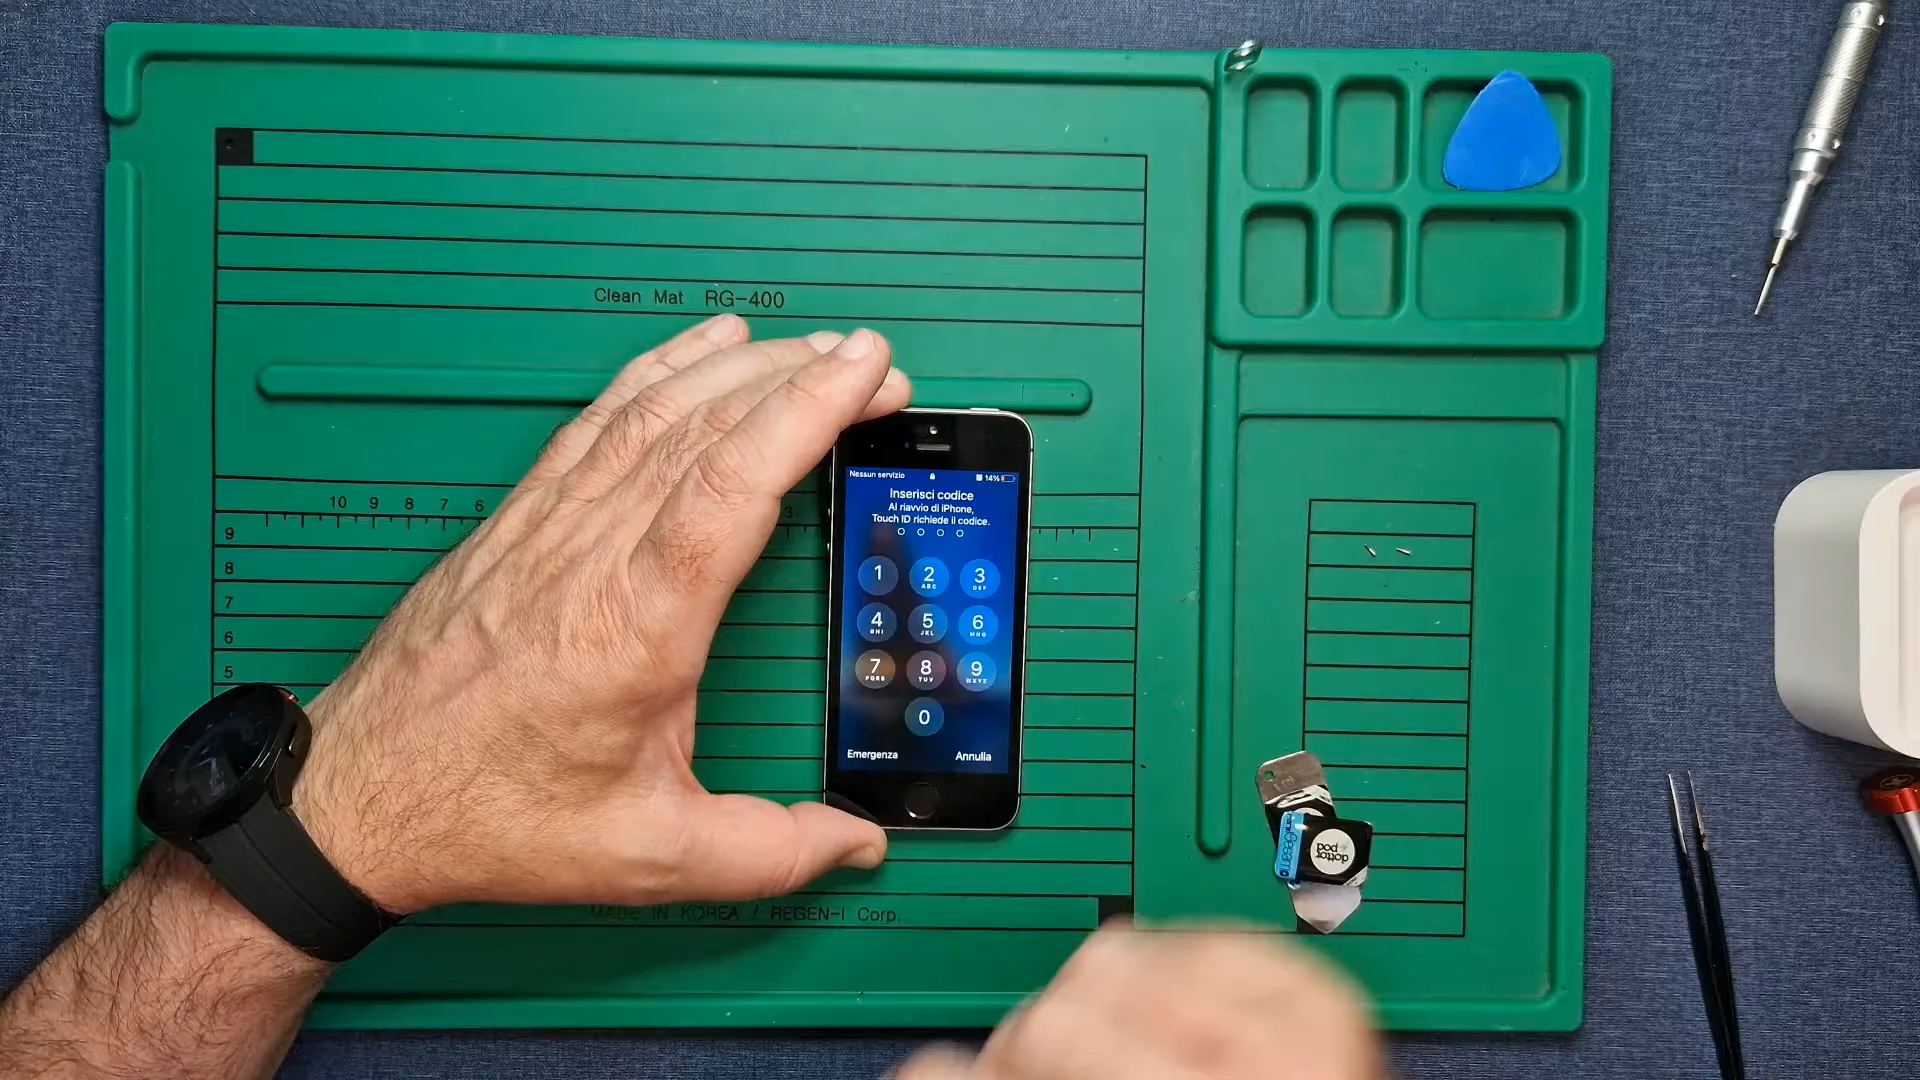 Clean Mat RG-400
10 9 8 7 6
3
9
8
7
6
5
Nessun servizio
14%
Inserisci codice
Al riavvio di iPhone,
Touch ID richiede il codice.
1
2 ABC
3 DEF
4 GHI
5 JKL
6 MNO
7 PQRS
8 TUV
9 WXYZ
0
Emergenza
Annulla
dottor
pod
MADE IN KOREA / REGEN-I Corp.